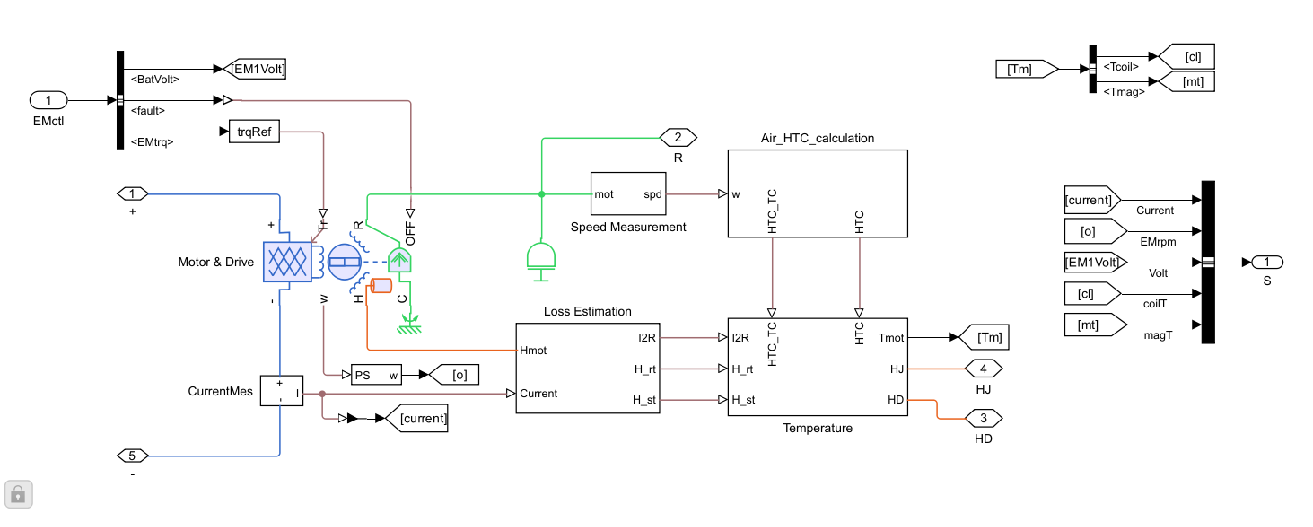 <BatVolt>
[EM1Volt]
1
EMctl
<fault>
<EMtrq>
trqRef
[Tm]
<Tcoil>
[cl]
<Tmag>
[mt]
2
R
Air_HTC_calculation
w
HTC_TC
HTC
mot
spd
Speed Measurement
1
+
+
Tr
R
OFF
Motor & Drive
-
w
H
C
[current]
Current
[o]
EMrpm
[EM1Volt]
Volt
[cl]
coilT
[mt]
magT
1
S
Loss Estimation
Hmot
Current
I2R
H_rt
H_st
HTC_TC
HTC
I2R
H_rt
H_st
Tmot
HJ
HD
Temperature
[Tm]
4
HJ
3
HD
PS
w
[o]
CurrentMes
+
-
I
[current]
5
-